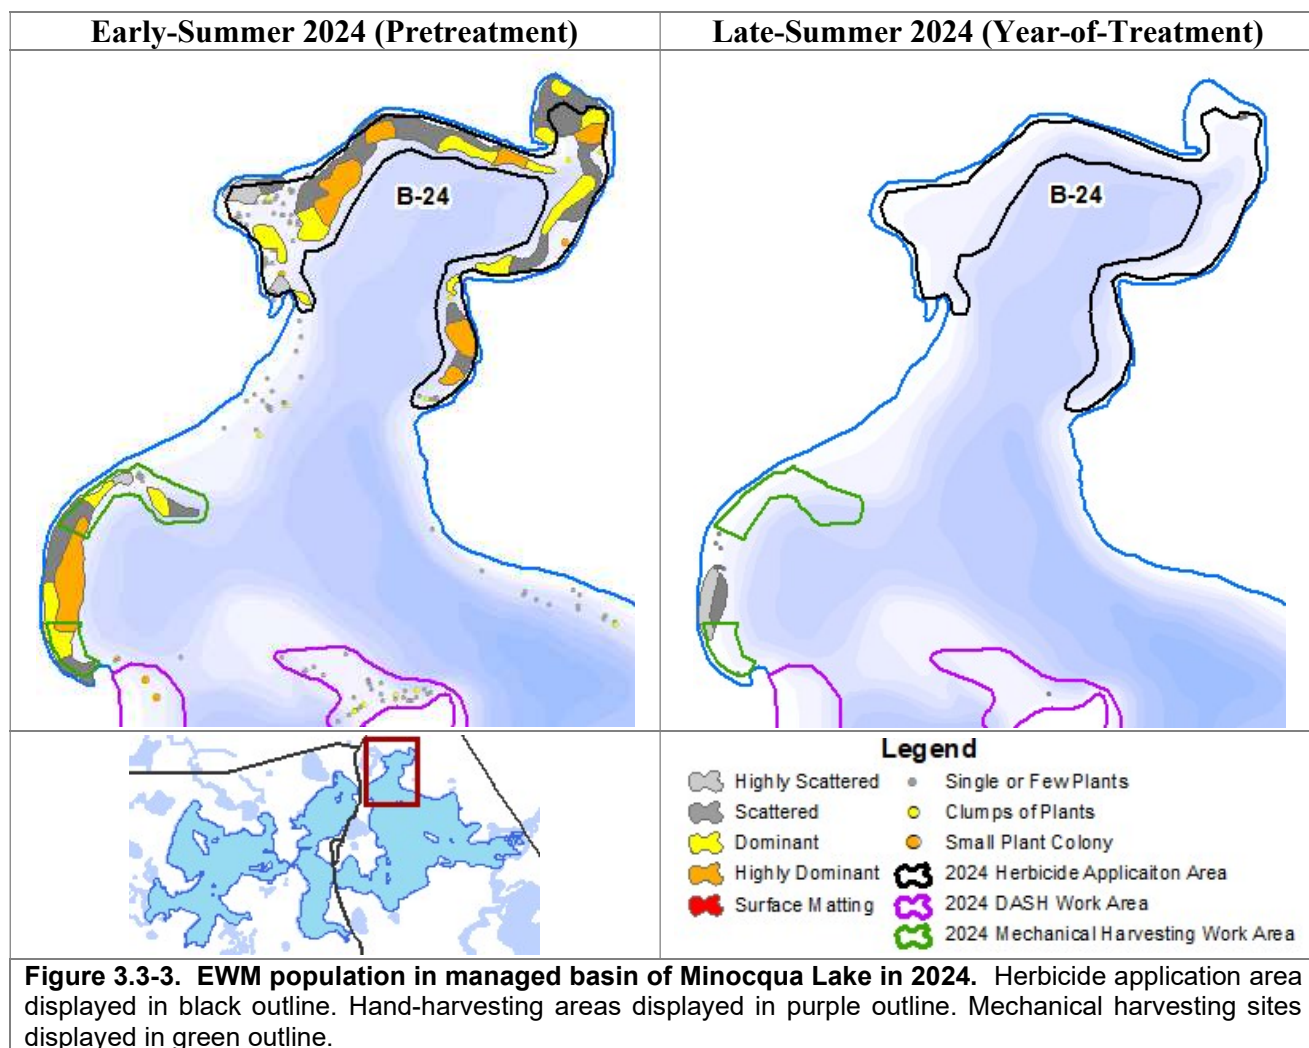 Early-Summer 2024 (Pretreatment)
Late-Summer 2024 (Year-of-Treatment)
B-24
B-24
Legend
Highly Scattered
Scattered
Dominant
Highly Dominant
Surface Matting
Single or Few Plants
Clumps of Plants
Small Plant Colony
2024 Herbicide Applicaiton Area
2024 DASH Work Area
2024 Mechanical Harvesting Work Area
Figure 3.3-3. EWM population in managed basin of Minocqua Lake in 2024. Herbicide application area
displayed in black outline. Hand-harvesting areas displayed in purple outline. Mechanical harvesting sites
displayed in green outline.